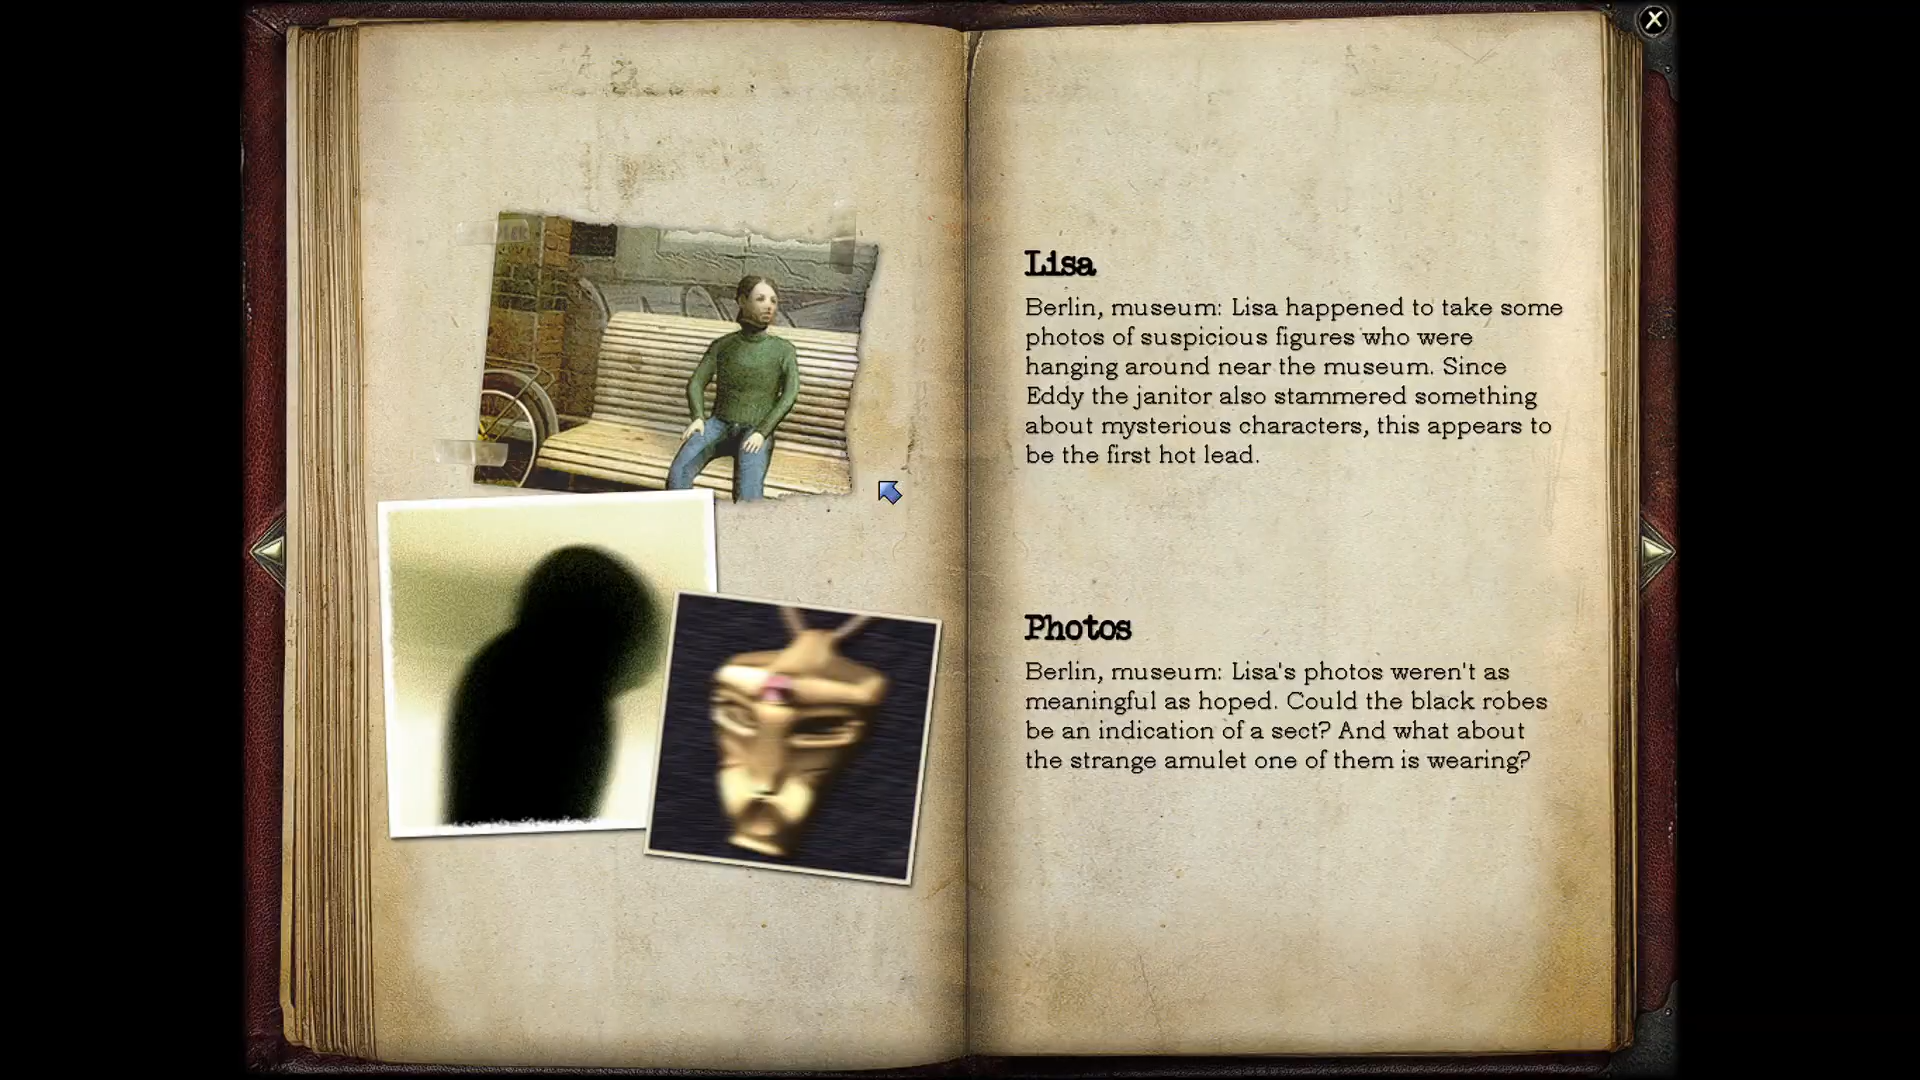 Lisa
Berlin, museum: Lisa happened to take some
photos of suspicious figures who were
hanging around near the museum. Since
Eddy the janitor also stammered something
about mysterious characters, this appears to
be the first hot lead.
Photos
Berlin, museum: Lisa's photos weren't as
meaningful as hoped. Could the black robes
be an indication of a sect? And what about
the strange amulet one of them is wearing?